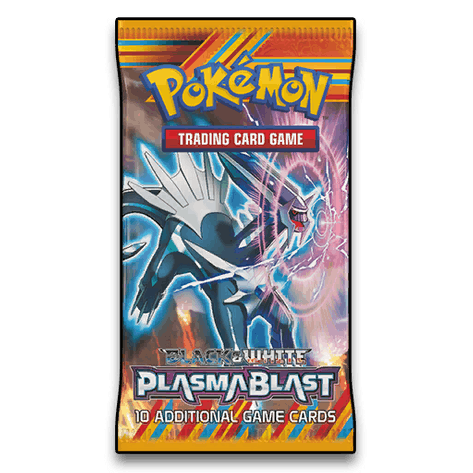 POKéMON
TRADING CARD GAME
BLACK & WHITE
PLASMA BLAST
10 ADDITIONAL GAME CARDS